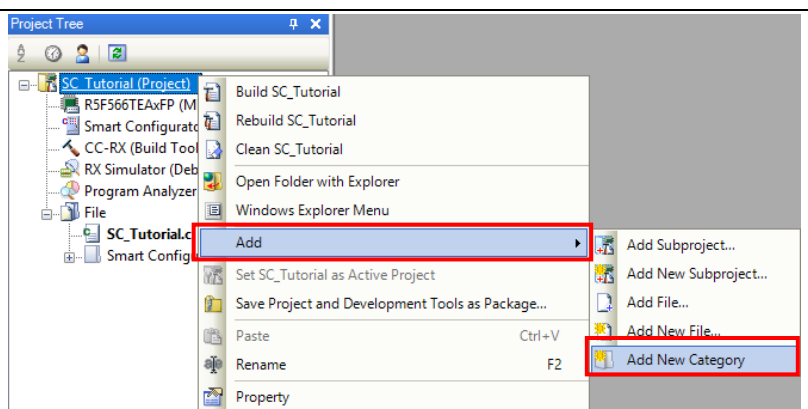 Project Tree
SC_Tutorial (Project)
R5F566TEAxFP (M
Smart Configurato
CC-RX (Build Tool
RX Simulator (Deb
Program Analyzer
File
SC_Tutorial.c
Smart Config
Build SC_Tutorial
Rebuild SC_Tutorial
Clean SC_Tutorial
Open Folder with Explorer
Windows Explorer Menu
Add
Set SC_Tutorial as Active Project
Save Project and Development Tools as Package...
Paste Ctrl+V
Rename F2
Property
Add Subproject...
Add New Subproject...
Add File...
Add New File...
Add New Category